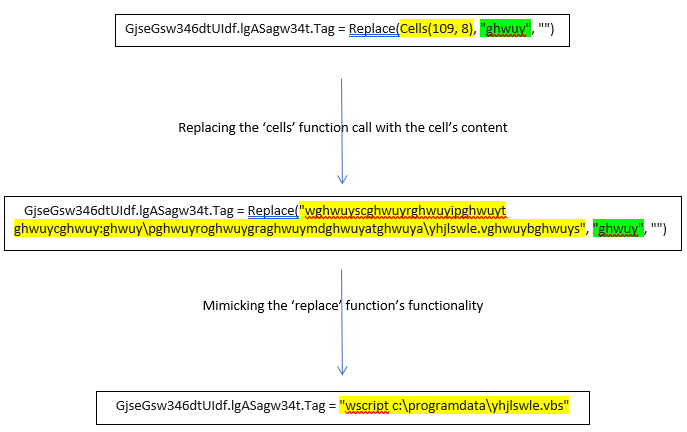 GjseGsw346dtUIdf.lgASagw34t.Tag = Replace(Cells(109, 8), "ghwuy", "")
Replacing the ‘cells’ function call with the cell’s content
GjseGsw346dtUIdf.lgASagw34t.Tag = Replace("wghwuyscghwuyrghwuyipghwuyt
ghwuycghwuy:ghwuy\pghwuyroghwuygraghwuymdghwuyatghwuya\yhjlswle.vghwuybghwuys", "ghwuy", "")
Mimicking the ‘replace’ function’s functionality
GjseGsw346dtUIdf.lgASagw34t.Tag = "wscript c:\programdata\yhjlswle.vbs"